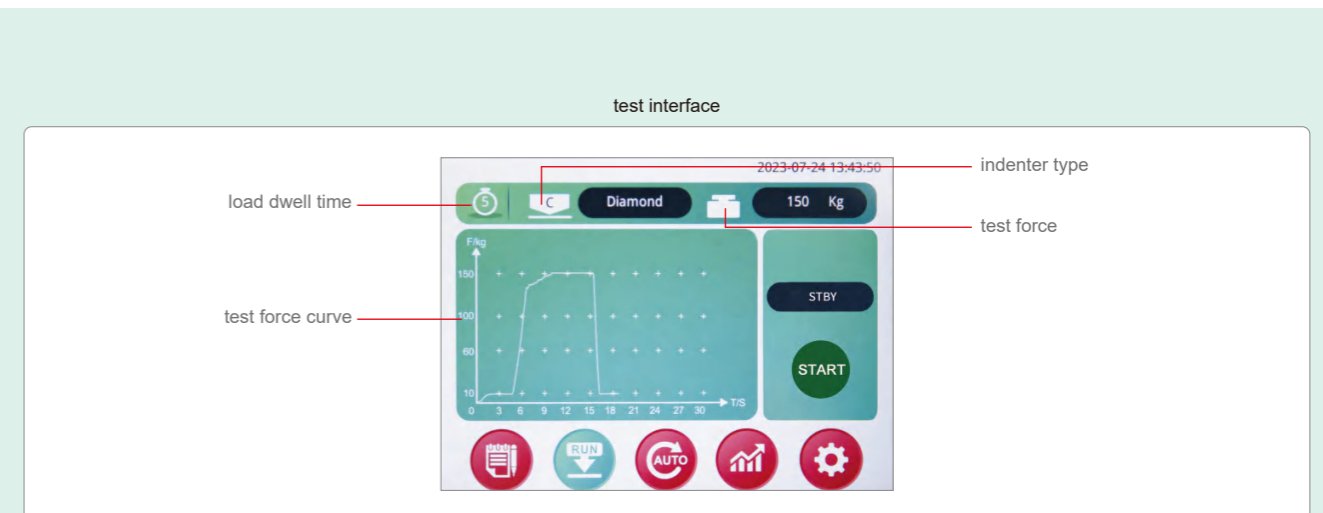 test interface
2023-07-24 13:43:50
indenter type
load dwell time
5
C
Diamond
150 Kg
test force
F/kg
150
STBY
test force curve
100
60
START
10
0 3 6 9 12 15 18 21 24 27 30
T/S
RUN
AUTO